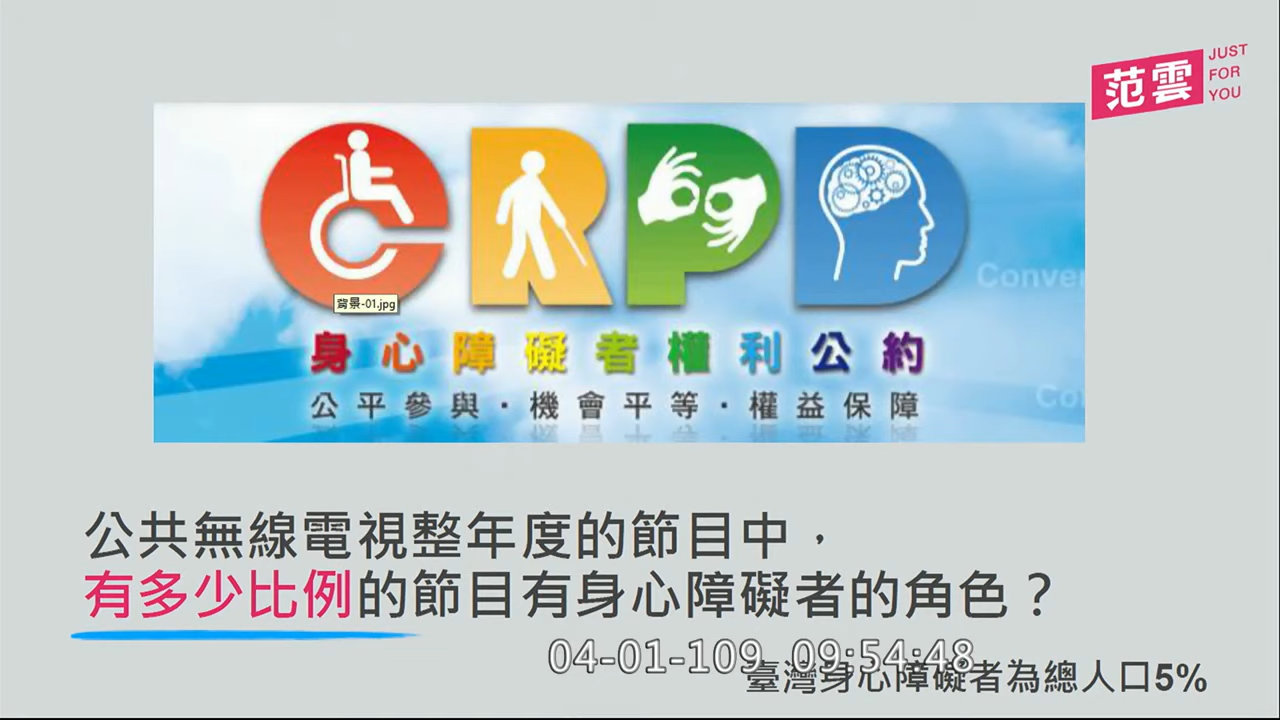 范雲
JUST
FOR
YOU
CRPD
Conver
背景-01.jpg
身心障礙者權利公約
公平參與·機會平等·權益保障
Co
公共無線電視整年度的節目中，
有多少比例的節目有身心障礙者的角色？
04-01-109 09:54:48
臺灣身心障礙者為總人口5%